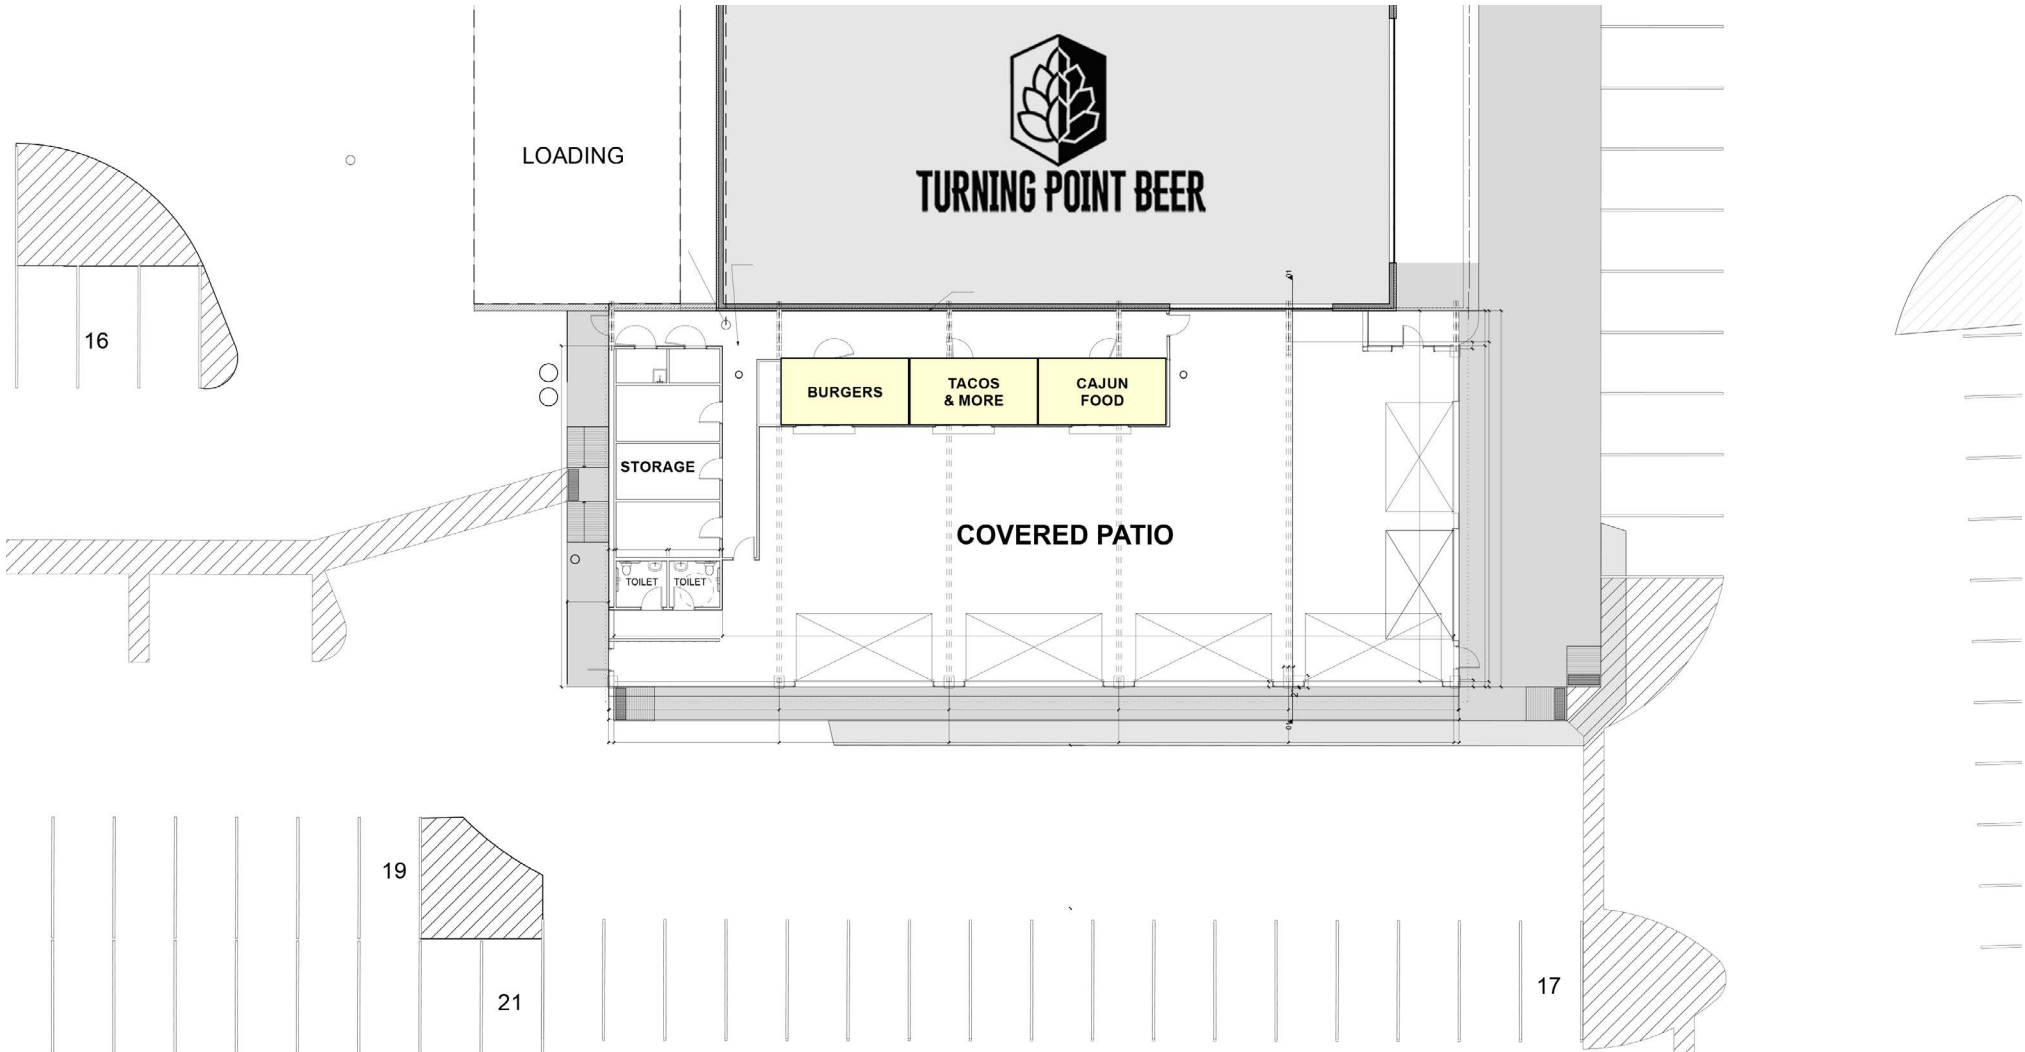 TURNING POINT BEER
LOADING
16
BURGERS
TACOS
& MORE
CAJUN
FOOD
STORAGE
COVERED PATIO
TOILET
TOILET
19
21
17